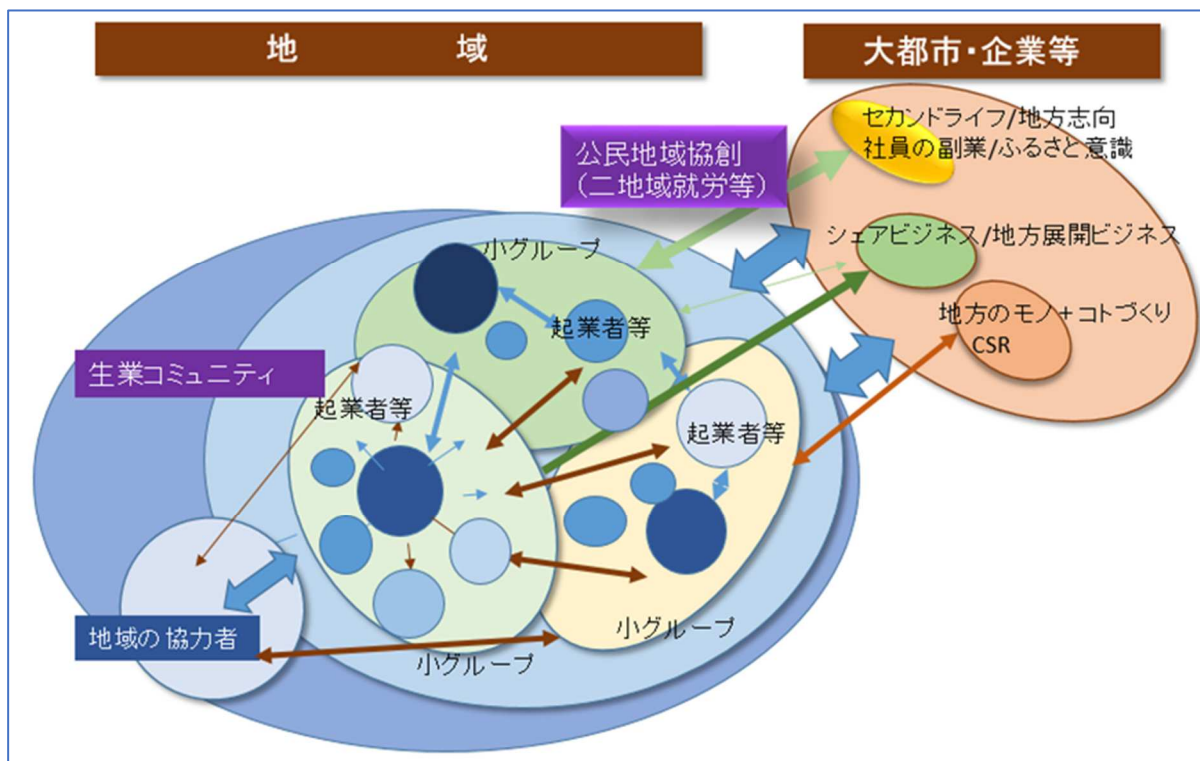 地 域
大都市・企業等
セカンドライフ/地方志向
社員の副業/ふるさと意識
公民地域協創
（二地域就労等）
シェアビジネス/地方展開ビジネス
小グループ
地方のモノ+コトづくり
CSR
起業者等
生業コミュニティ
起業者等
起業者等
地域の協力者
小グループ
小グループ